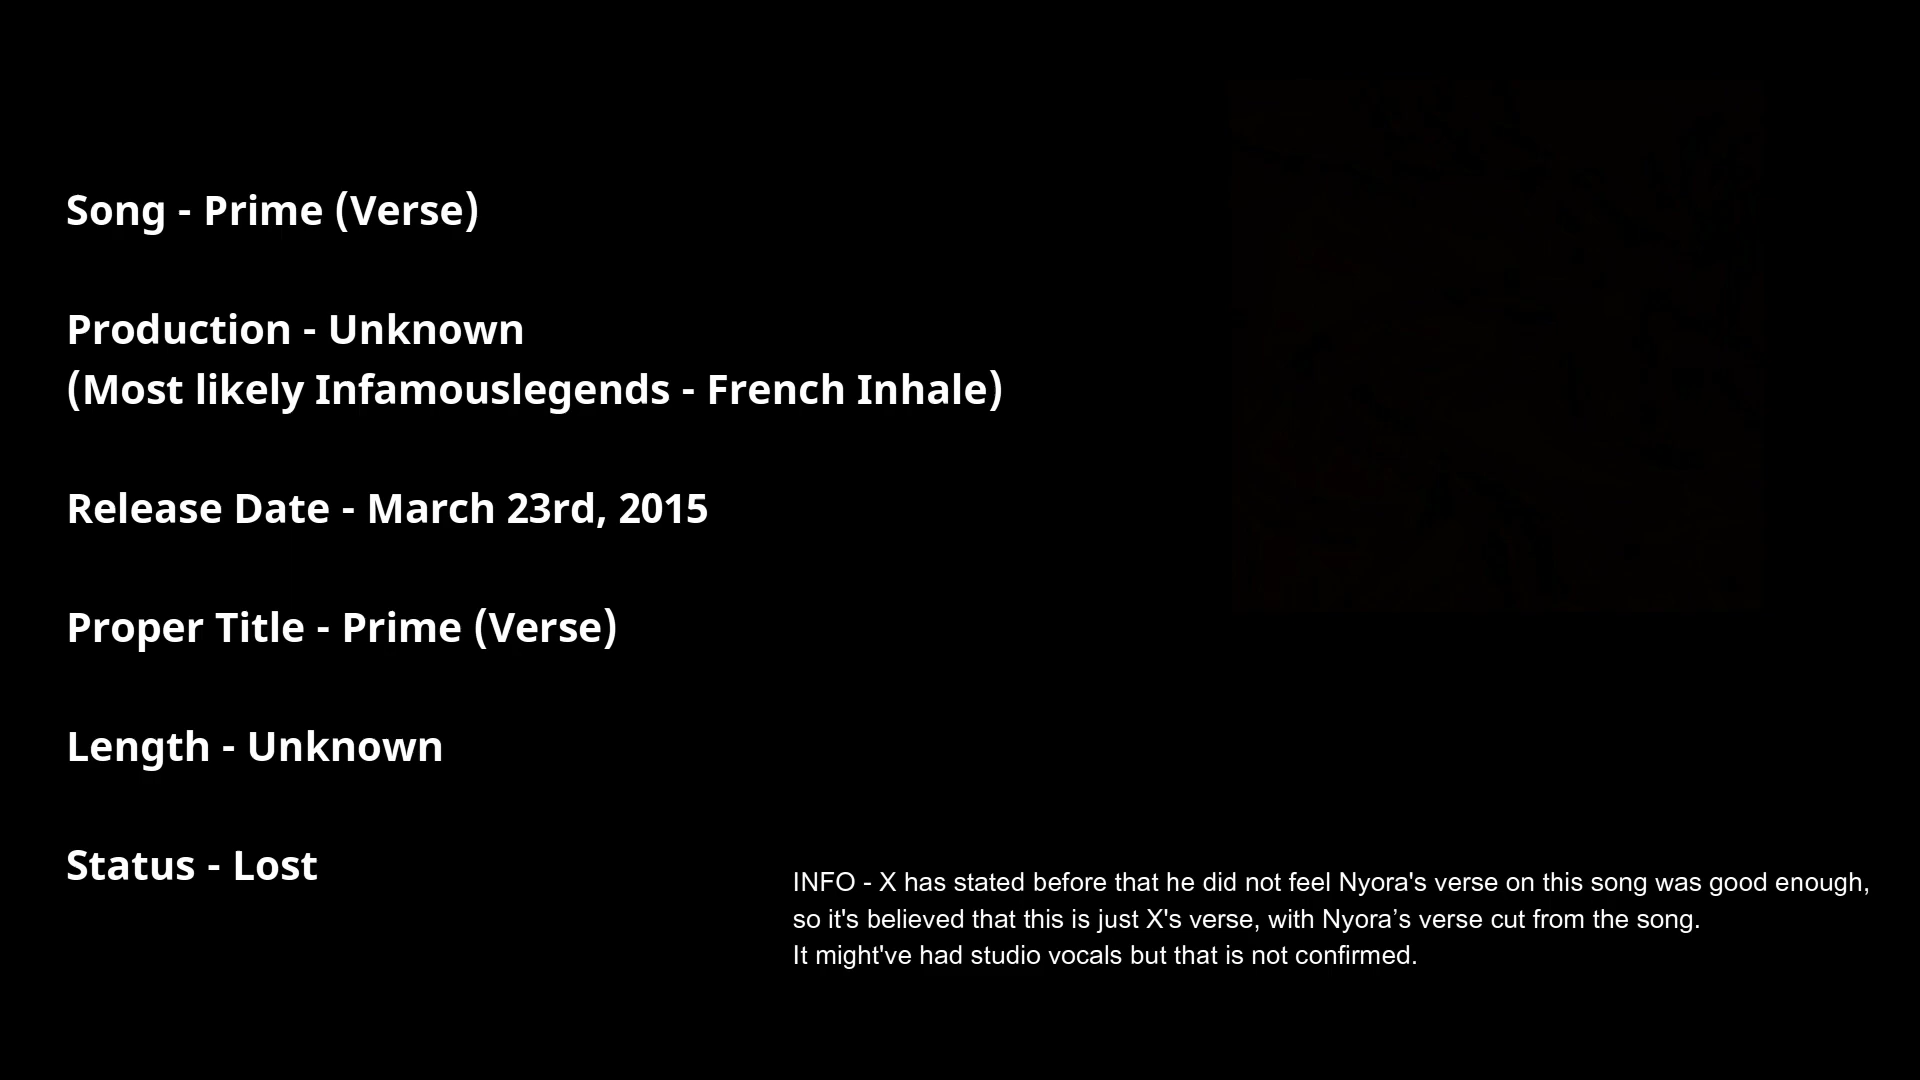 Song - Prime (Verse)
Production - Unknown
(Most likely Infamouslegends - French Inhale)
Release Date - March 23rd, 2015
Proper Title - Prime (Verse)
Length - Unknown
Status - Lost
INFO - X has stated before that he did not feel Nyora's verse on this song was good enough,
so it's believed that this is just X's verse, with Nyora’s verse cut from the song.
It might've had studio vocals but that is not confirmed.